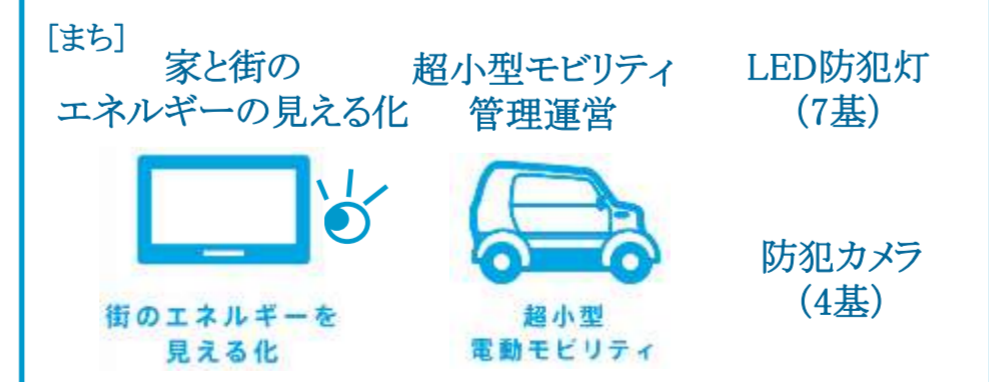 [まち]
家と街の
エネルギーの見える化
超小型モビリティ
管理運営
LED防犯灯
(7基)
街のエネルギーを
見える化
超小型
電動モビリティ
防犯カメラ
(4基)